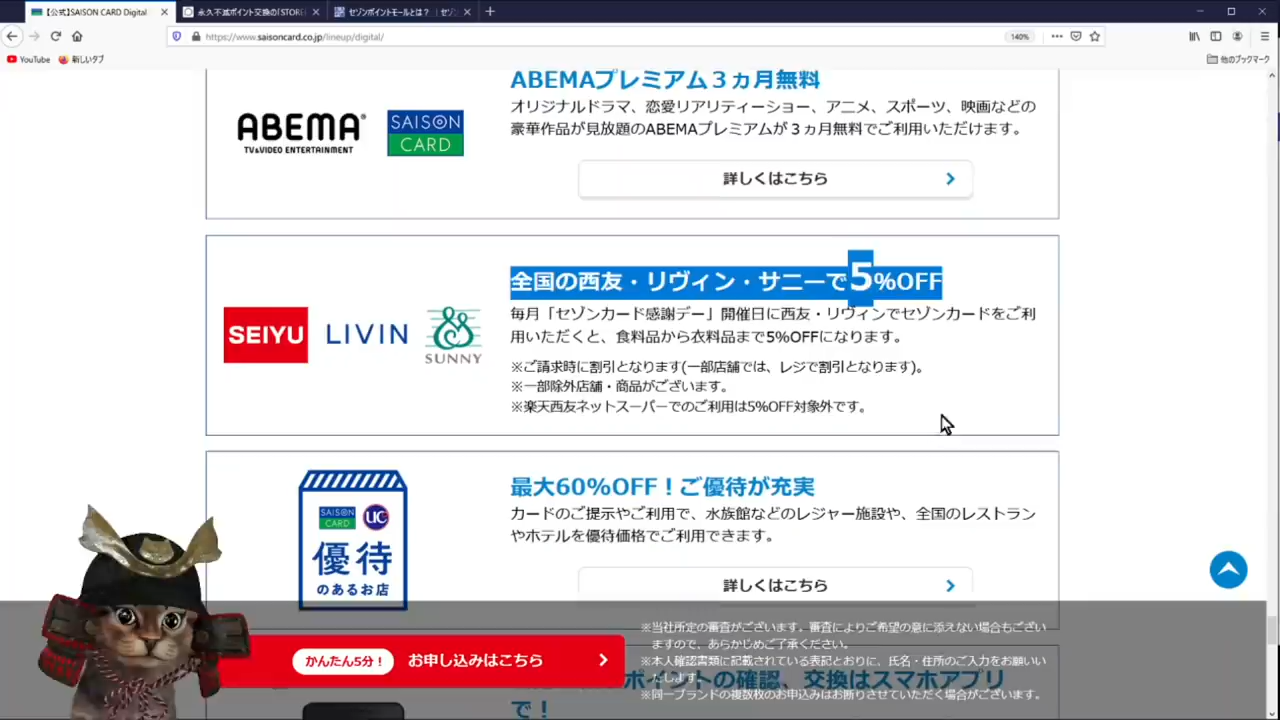 【公式】SAISON CARD Digital
永久不滅ポイント交換の「STORE
セゾンポイントモールとは？｜セゾ
https://www.saisoncard.co.jp/lineup/digital/
140%
YouTube
新しいタブ
他のブックマーク
ABEMAプレミアム３ヵ月無料
オリジナルドラマ、恋愛リアリティーショー、アニメ、スポーツ、映画などの
豪華作品が見放題のABEMAプレミアムが３ヵ月無料でご利用いただけます。
ABEMA
TV&VIDEO ENTERTAINMENT
SAISON
CARD
詳しくはこちら
全国の西友・リヴィン・サニーで5%OFF
SEIYU
LIVIN
SUNNY
毎月「セゾンカード感謝デー」開催日に西友・リヴィンでセゾンカードをご利
用いただくと、食料品から衣料品まで5%OFFになります。
※ご請求時に割引となります(一部店舗では、レジで割引となります)。
※一部除外店舗・商品がございます。
※楽天西友ネットスーパーでのご利用は5%OFF対象外です。
最大60%OFF！ご優待が充実
カードのご提示やご利用で、水族館などのレジャー施設や、全国のレストラン
やホテルを優待価格でご利用できます。
SAISON
CARD
UC
優待
のあるお店
詳しくはこちら
かんたん5分！
お申し込みはこちら
※当社所定の審査がございます。審査によりご希望の意に添えない場合もござい
ますので、あらかじめご了承ください。
※本人確認書類に記載されている表記とおりに、氏名・住所のご入力をお願いい
たします。
※同一ブランドの複数枚のお申込みはお断りさせていただく場合がございます。
ポイントの確認、交換はスマホアプリ
で！